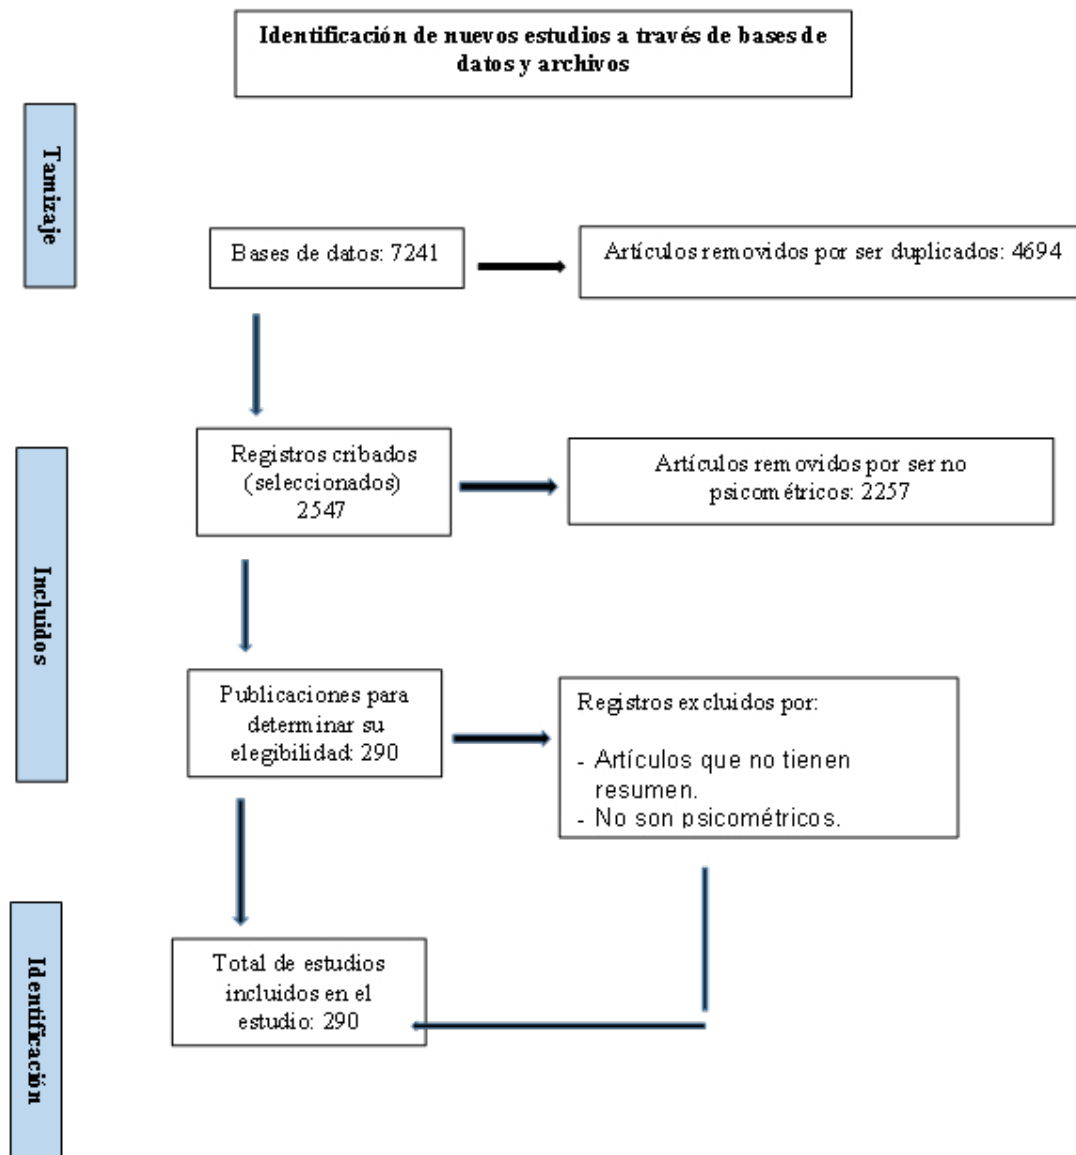 Identificación de nuevos estudios a través de bases de
datos y archivos
Tamizaje
Bases de datos: 7241
Artículos removidos por ser duplicados: 4694
Registros cribados
(seleccionados)
2547
Artículos removidos por ser no
psicométricos: 2257
Incluidos
Publicaciones para
determinar su
elegibilidad: 290
Registros excluidos por:
- Artículos que no tienen
resumen.
- No son psicométricos.
Identificación
Total de estudios
incluidos en el
estudio: 290